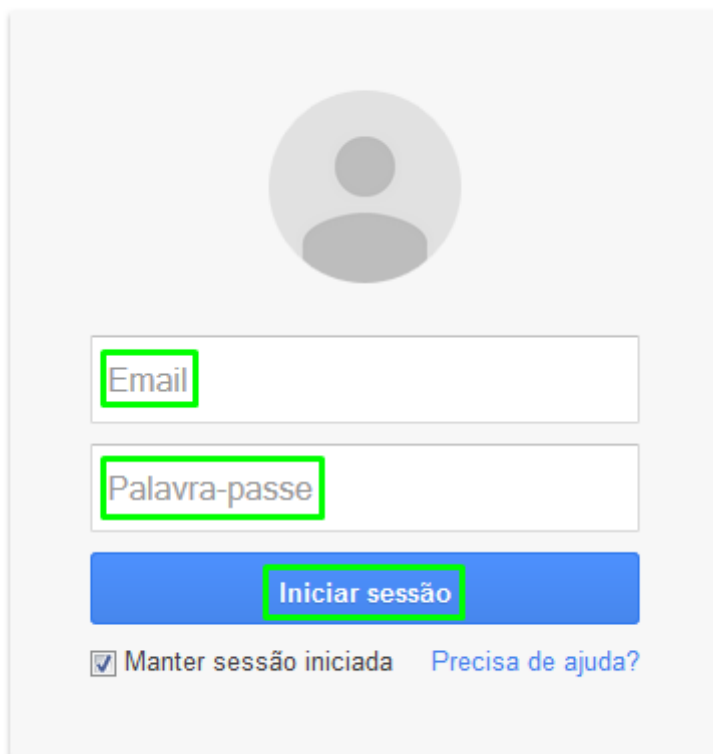 Email
Palavra-passe
Iniciar sessão
Manter sessão iniciada Precisa de ajuda?